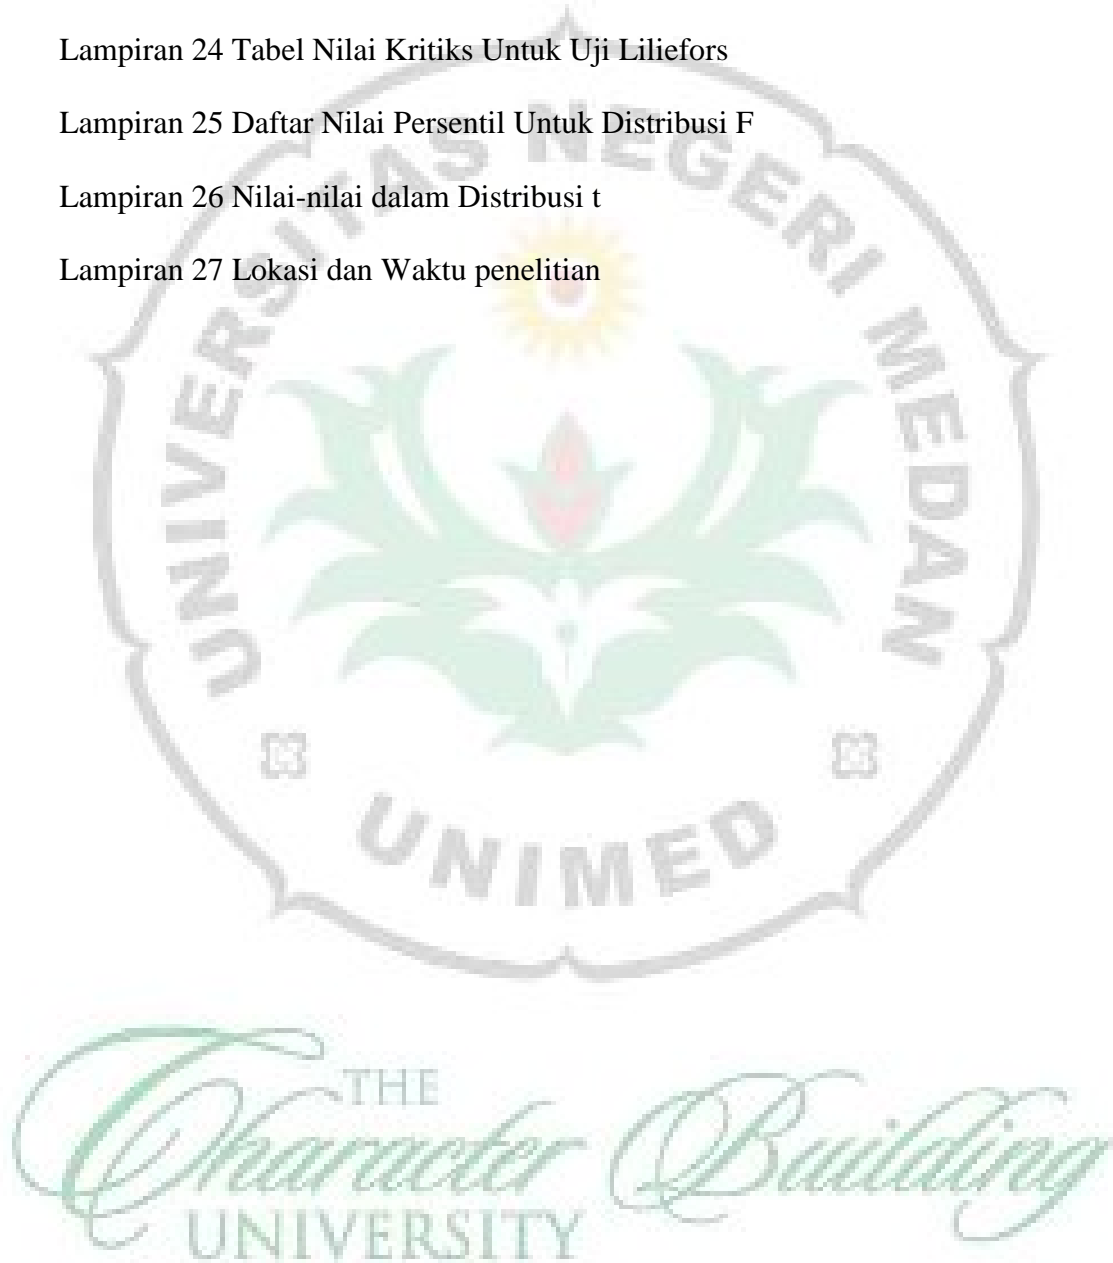 Lampiran 24 Tabel Nilai Kritiks Untuk Uji Liliefors
Lampiran 25 Daftar Nilai Persentil Untuk Distribusi F
Lampiran 26 Nilai-nilai dalam Distribusi t
Lampiran 27 Lokasi dan Waktu penelitian
UNIVERSITAS NEGERI MEDAN
UNIMED
THE
Character Building
UNIVERSITY